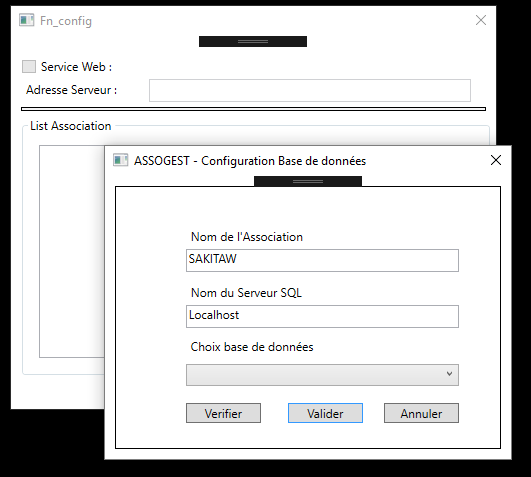 Fn_config
Service Web :
Adresse Serveur :
List Association
ASSOGEST - Configuration Base de données
Nom de l'Association
SAKITAW
Nom du Serveur SQL
Localhost
Choix base de données
Verifier
Valider
Annuler